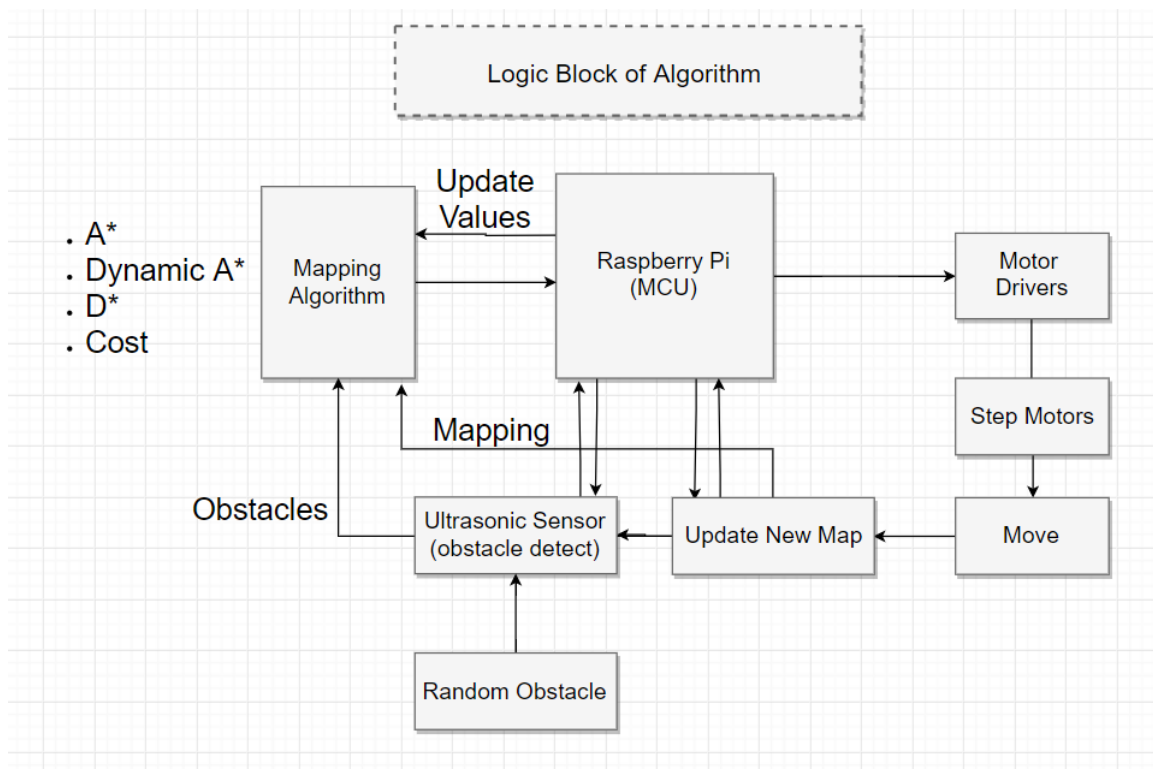 Logic Block of Algorithm
Update
Values
. A*
. Dynamic A*
. D*
. Cost
Mapping
Algorithm
Raspberry Pi
(MCU)
Motor
Drivers
Step Motors
Mapping
Obstacles
Ultrasonic Sensor
(obstacle detect)
Update New Map
Move
Random Obstacle